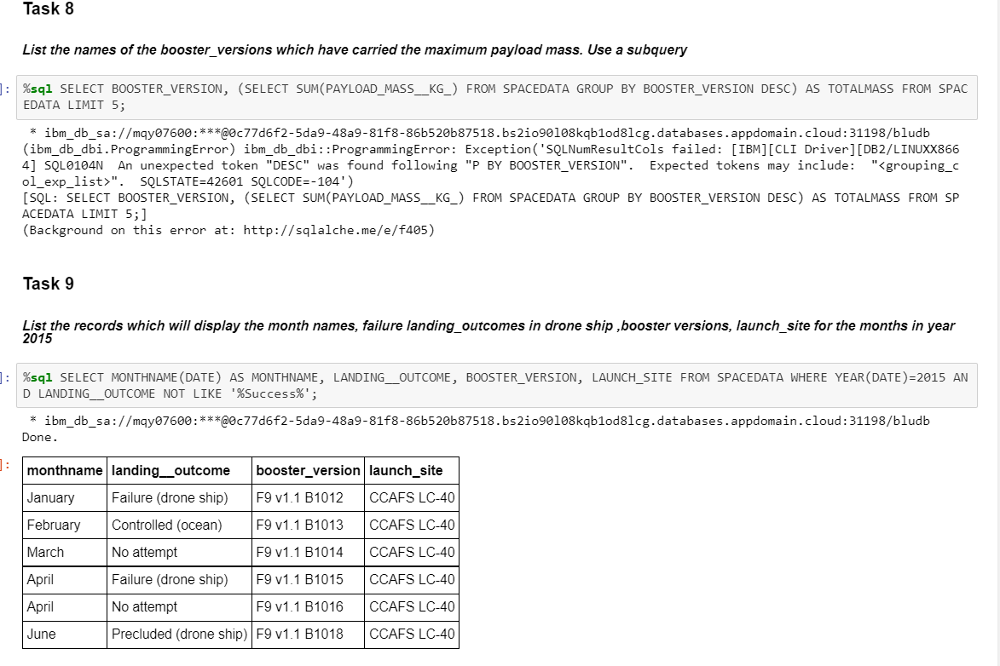 Task 8
List the names of the booster_versions which have carried the maximum payload mass. Use a subquery
]: %sql SELECT BOOSTER_VERSION, (SELECT SUM(PAYLOAD_MASS__KG_) FROM SPACEDATA GROUP BY BOOSTER_VERSION DESC) AS TOTALMASS FROM SPAC
EDATA LIMIT 5;
* ibm_db_sa://mqy07600:***@0c77d6f2-5da9-48a9-81f8-86b520b87518.bs2io90l08kqb1od8lcg.databases.appdomain.cloud:31198/bludb
(ibm_db_dbi.ProgrammingError) ibm_db_dbi::ProgrammingError: Exception('SQLNumResultCols failed: [IBM][CLI Driver][DB2/LINUXX866
4] SQL0104N  An unexpected token "DESC" was found following "P BY BOOSTER_VERSION".  Expected tokens may include:  "<grouping_c
ol_exp_list>".  SQLSTATE=42601 SQLCODE=-104')
[SQL: SELECT BOOSTER_VERSION, (SELECT SUM(PAYLOAD_MASS__KG_) FROM SPACEDATA GROUP BY BOOSTER_VERSION DESC) AS TOTALMASS FROM SP
ACEDATA LIMIT 5;]
(Background on this error at: http://sqlalche.me/e/f405)
Task 9
List the records which will display the month names, failure landing_outcomes in drone ship ,booster versions, launch_site for the months in year
2015
]: %sql SELECT MONTHNAME(DATE) AS MONTHNAME, LANDING__OUTCOME, BOOSTER_VERSION, LAUNCH_SITE FROM SPACEDATA WHERE YEAR(DATE)=2015 AN
D LANDING__OUTCOME NOT LIKE '%Success%';
* ibm_db_sa://mqy07600:***@0c77d6f2-5da9-48a9-81f8-86b520b87518.bs2io90l08kqb1od8lcg.databases.appdomain.cloud:31198/bludb
Done.
]: monthname landing__outcome booster_version launch_site
January Failure (drone ship) F9 v1.1 B1012 CCAFS LC-40
February Controlled (ocean) F9 v1.1 B1013 CCAFS LC-40
March No attempt F9 v1.1 B1014 CCAFS LC-40
April Failure (drone ship) F9 v1.1 B1015 CCAFS LC-40
April No attempt F9 v1.1 B1016 CCAFS LC-40
June Precluded (drone ship) F9 v1.1 B1018 CCAFS LC-40